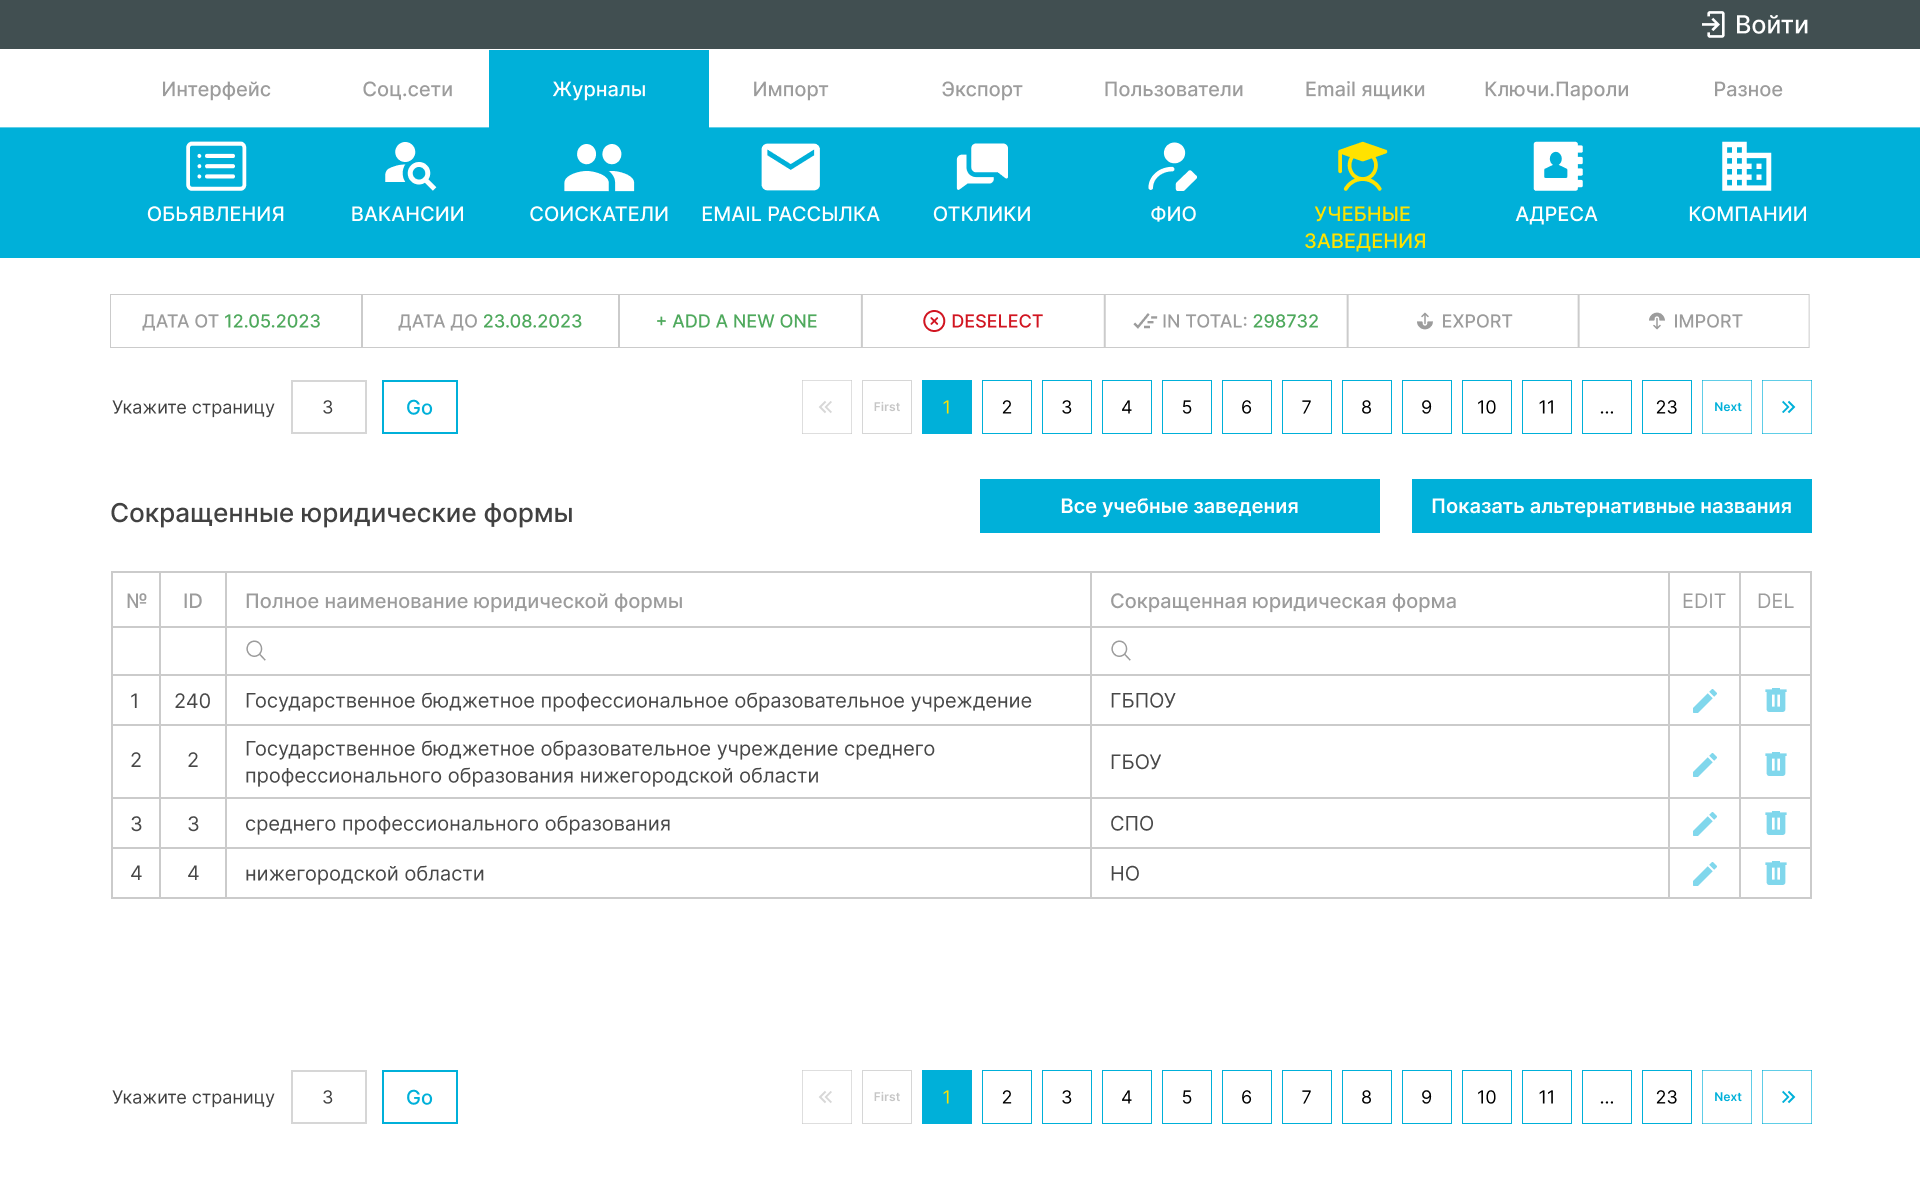 Войти
Интерфейс Соц.сети Журналы Импорт Экспорт Пользователи Email ящики Ключи.Пароли Разное
ОБЬЯВЛЕНИЯ ВАКАНСИИ СОИСКАТЕЛИ EMAIL РАССЫЛКА ОТКЛИКИ ФИО УЧЕБНЫЕ ЗАВЕДЕНИЯ АДРЕСА КОМПАНИИ
ДАТА ОТ 12.05.2023 ДАТА ДО 23.08.2023 + ADD A NEW ONE DESELECT IN TOTAL: 298732 EXPORT IMPORT
Укажите страницу 3 Go « First 1 2 3 4 5 6 7 8 9 10 11 ... 23 Next »
Сокращенные юридические формы Все учебные заведения Показать альтернативные названия
№ ID Полное наименование юридической формы Сокращенная юридическая форма EDIT DEL
1 240 Государственное бюджетное профессиональное образовательное учреждение ГБПОУ
2 2 Государственное бюджетное образовательное учреждение среднего
профессионального образования нижегородской области ГБОУ
3 3 среднего профессионального образования СПО
4 4 нижегородской области НО
Укажите страницу 3 Go « First 1 2 3 4 5 6 7 8 9 10 11 ... 23 Next »